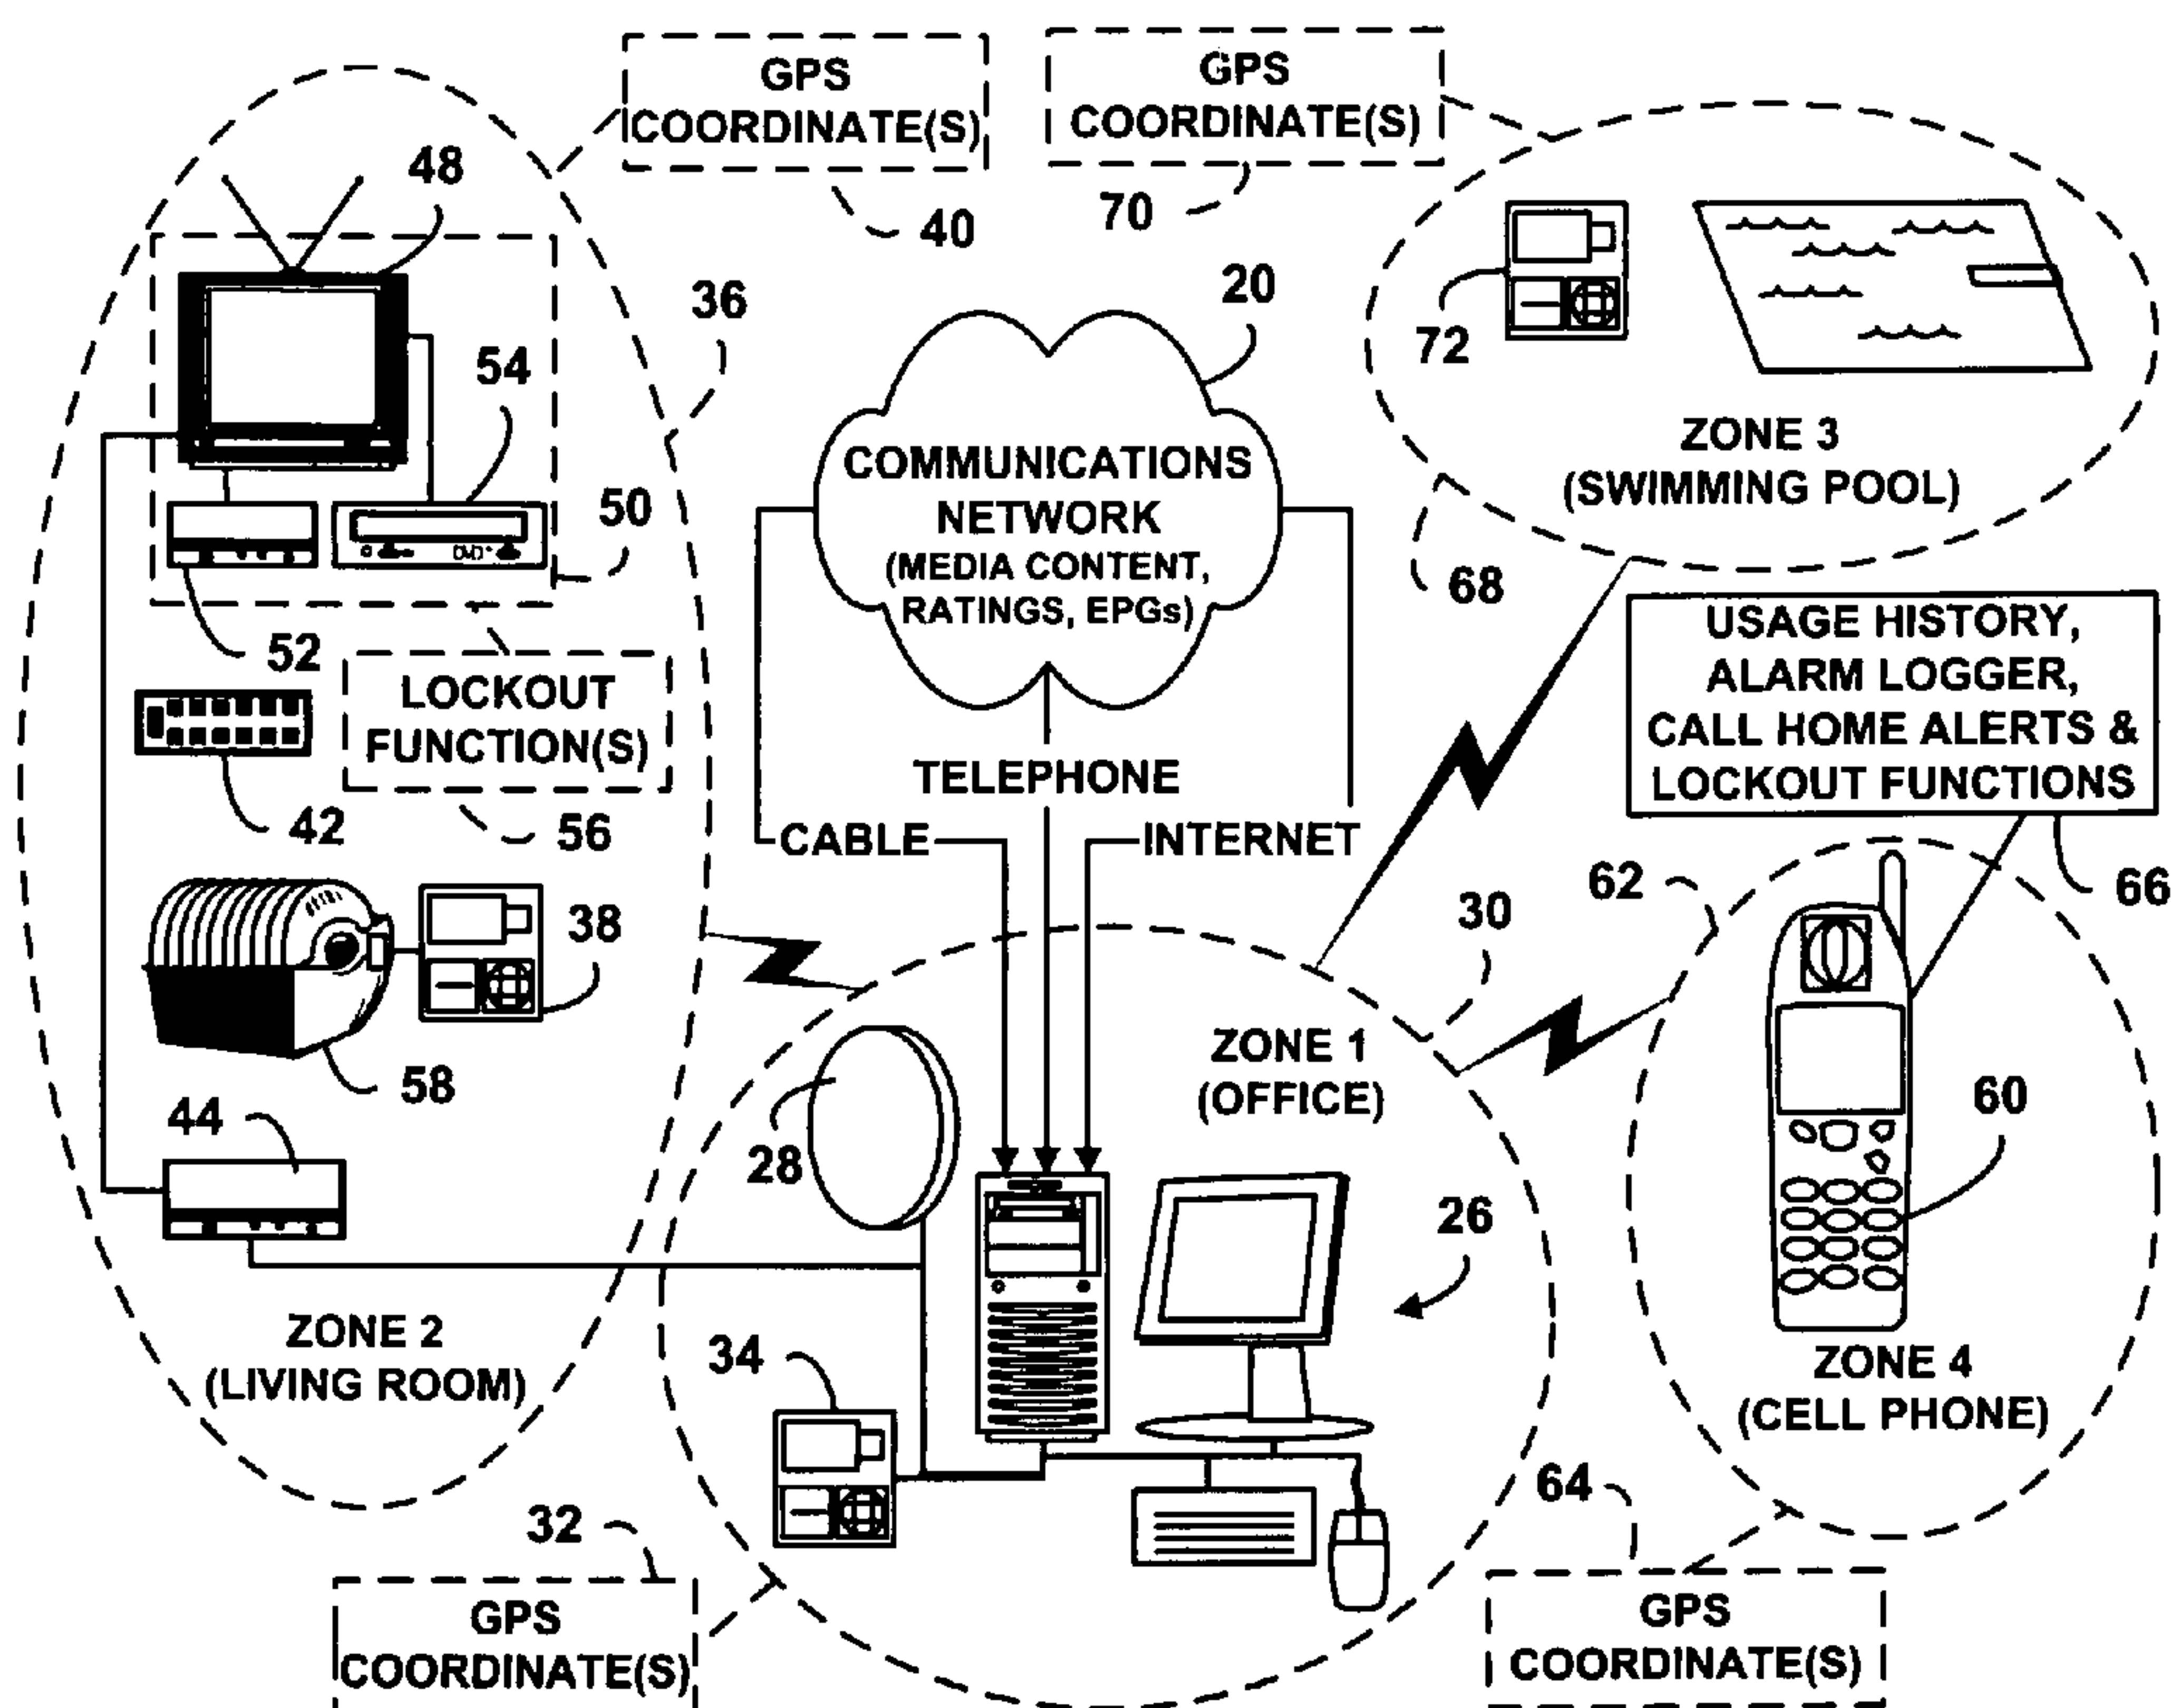 GPS
COORDINATE(S)
40
GPS
COORDINATE(S)
70
48
36
54
50
52
LOCKOUT
FUNCTION(S)
42
56
38
58
44
ZONE 2
(LIVING ROOM)
20
COMMUNICATIONS
NETWORK
(MEDIA CONTENT,
RATINGS, EPGs)
TELEPHONE
CABLE
INTERNET
72
ZONE 3
(SWIMMING POOL)
68
USAGE HISTORY,
ALARM LOGGER,
CALL HOME ALERTS &
LOCKOUT FUNCTIONS
62
66
30
ZONE 1
(OFFICE)
28
26
34
60
ZONE 4
(CELL PHONE)
32
GPS
COORDINATE(S)
64
GPS
COORDINATE(S)
DVD